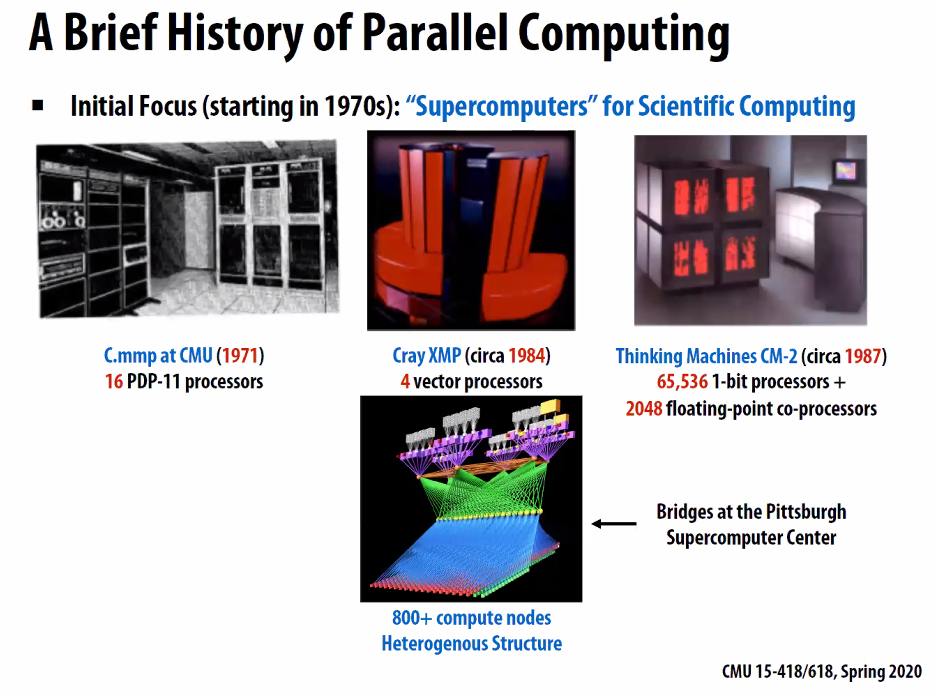 A Brief History of Parallel Computing
▪ Initial Focus (starting in 1970s): “Supercomputers” for Scientific Computing
C.mmp at CMU (1971)
16 PDP-11 processors
Cray XMP (circa 1984)
4 vector processors
Thinking Machines CM-2 (circa 1987)
65,536 1-bit processors +
2048 floating-point co-processors
Bridges at the Pittsburgh
Supercomputer Center
800+ compute nodes
Heterogenous Structure
CMU 15-418/618, Spring 2020